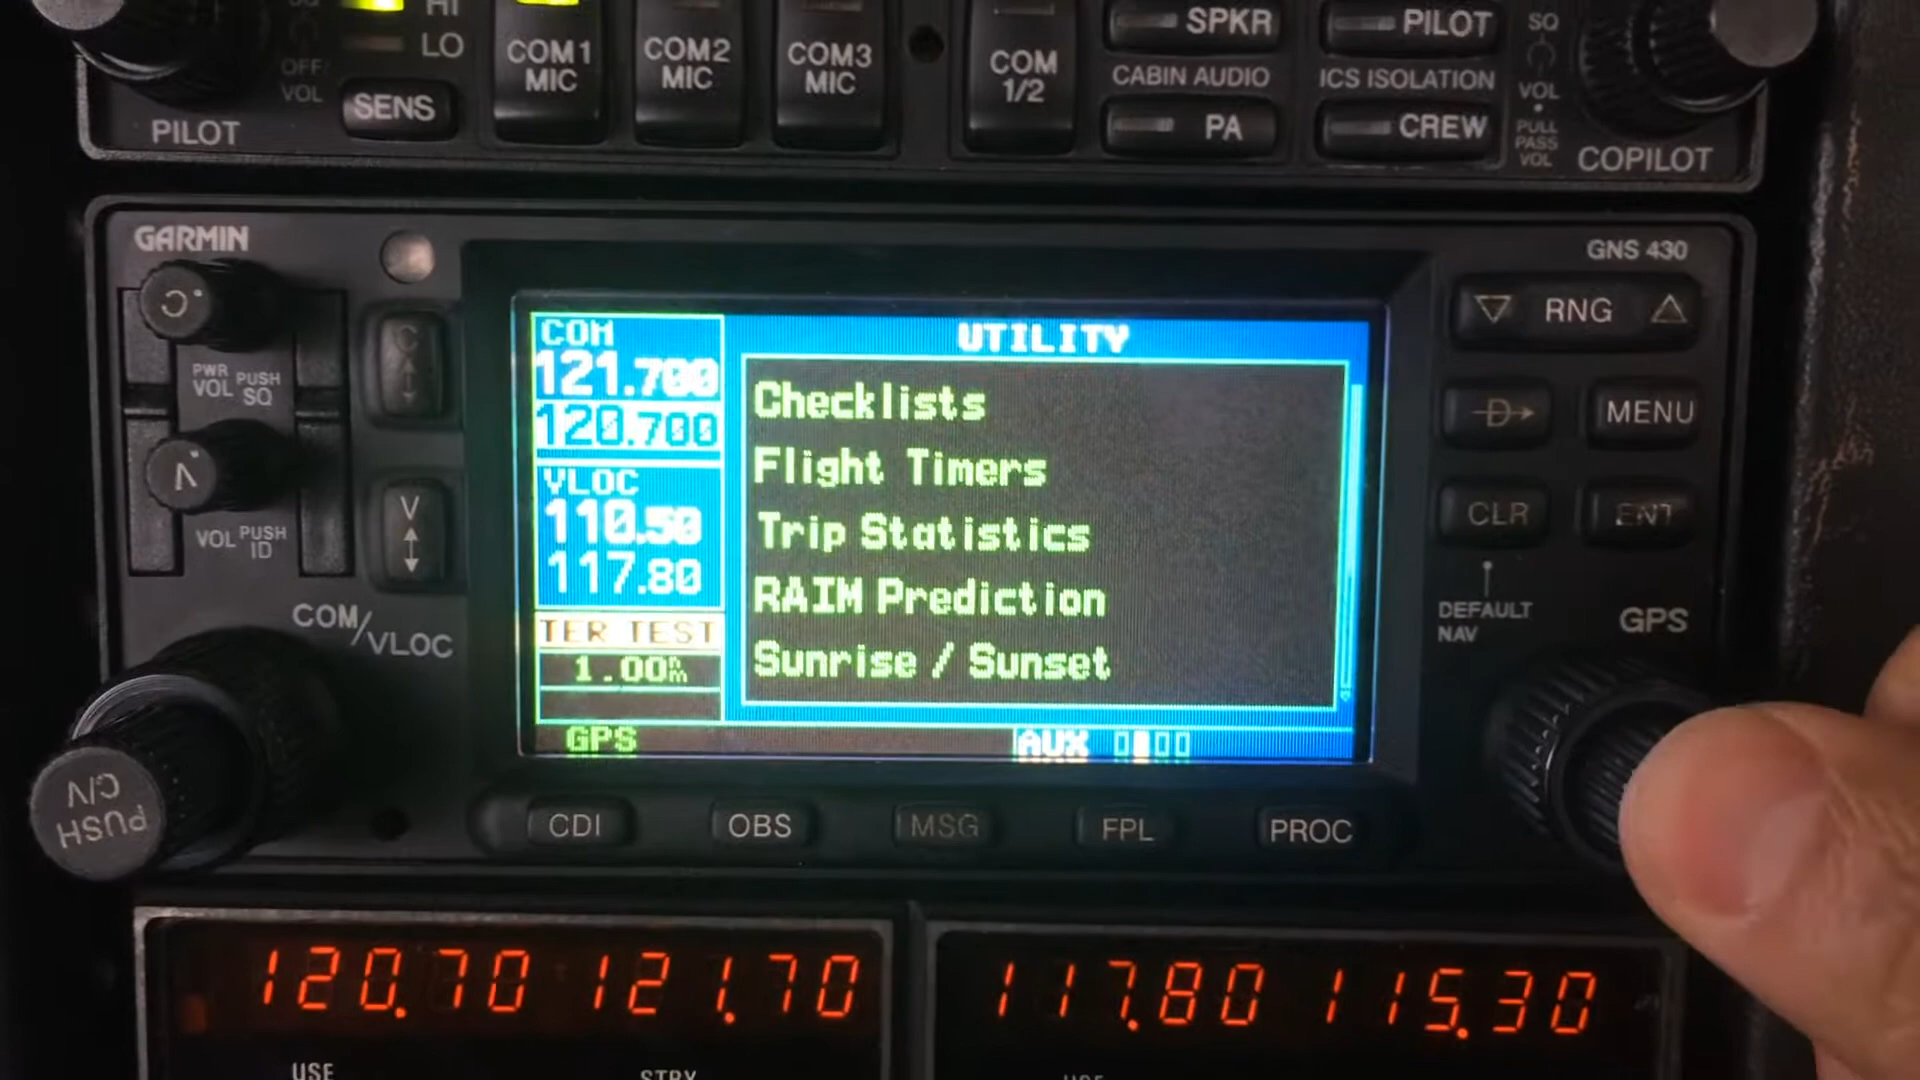 HI
LO
OFF/
VOL
SENS
PILOT
COM1
MIC
COM2
MIC
COM3
MIC
COM
1/2
SPKR
CABIN AUDIO
PA
PILOT
ICS ISOLATION
CREW
SQ
VOL
PULL
PASS
VOL
COPILOT
GARMIN
GNS 430
C
PWR
VOL
PUSH
SQ
C
V
VOL
PUSH
ID
V
COM/VLOC
PUSH
C/V
COM
121.700
120.700
VLOC
110.50
117.80
TER TEST
1.00nm
GPS
UTILITY
Checklists
Flight Timers
Trip Statistics
RAIM Prediction
Sunrise / Sunset
AUX
RNG
D
MENU
CLR
ENT
DEFAULT
NAV
GPS
CDI
OBS
MSG
FPL
PROC
120.70 121.70
117.80 115.30
USE
STBY
USE